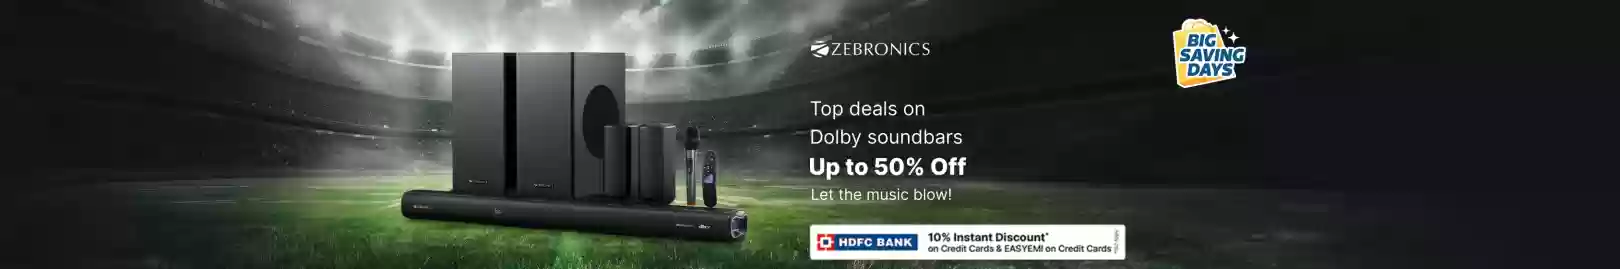 ZEBRONICS
BIG
SAVING
DAYS
Top deals on
Dolby soundbars
Up to 50% Off
Let the music blow!
HDFC BANK
10% Instant Discount*
on Credit Cards & EASYEMI on Credit Cards